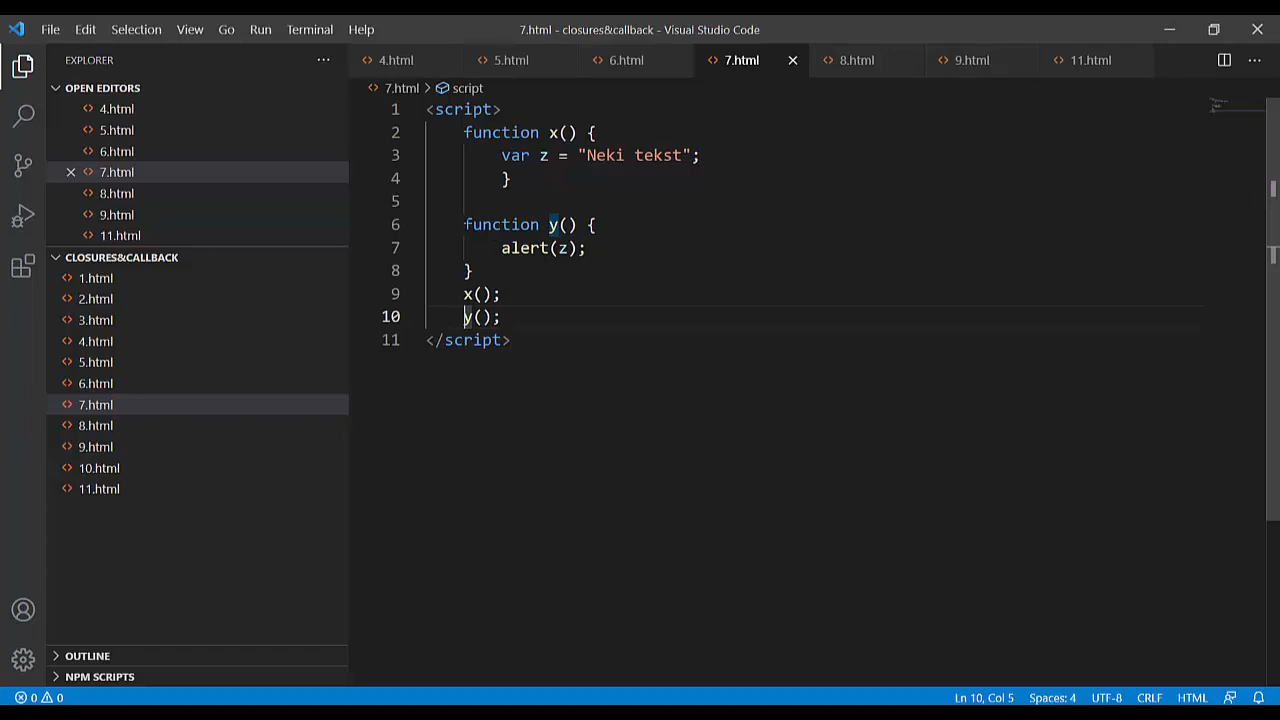 File Edit Selection View Go Run Terminal Help
7.html - closures&callback - Visual Studio Code
EXPLORER
OPEN EDITORS
4.html
5.html
6.html
7.html
8.html
9.html
11.html
CLOSURES&CALLBACK
1.html
2.html
3.html
4.html
5.html
6.html
7.html
8.html
9.html
10.html
11.html
OUTLINE
NPM SCRIPTS
4.html 5.html 6.html 7.html 8.html 9.html 11.html
7.html > script
1 <script>
2 function x() {
3 var z = "Neki tekst";
4 }
5
6 function y() {
7 alert(z);
8 }
9 x();
10 y();
11 </script>
0 0
Ln 10, Col 5 Spaces: 4 UTF-8 CRLF HTML